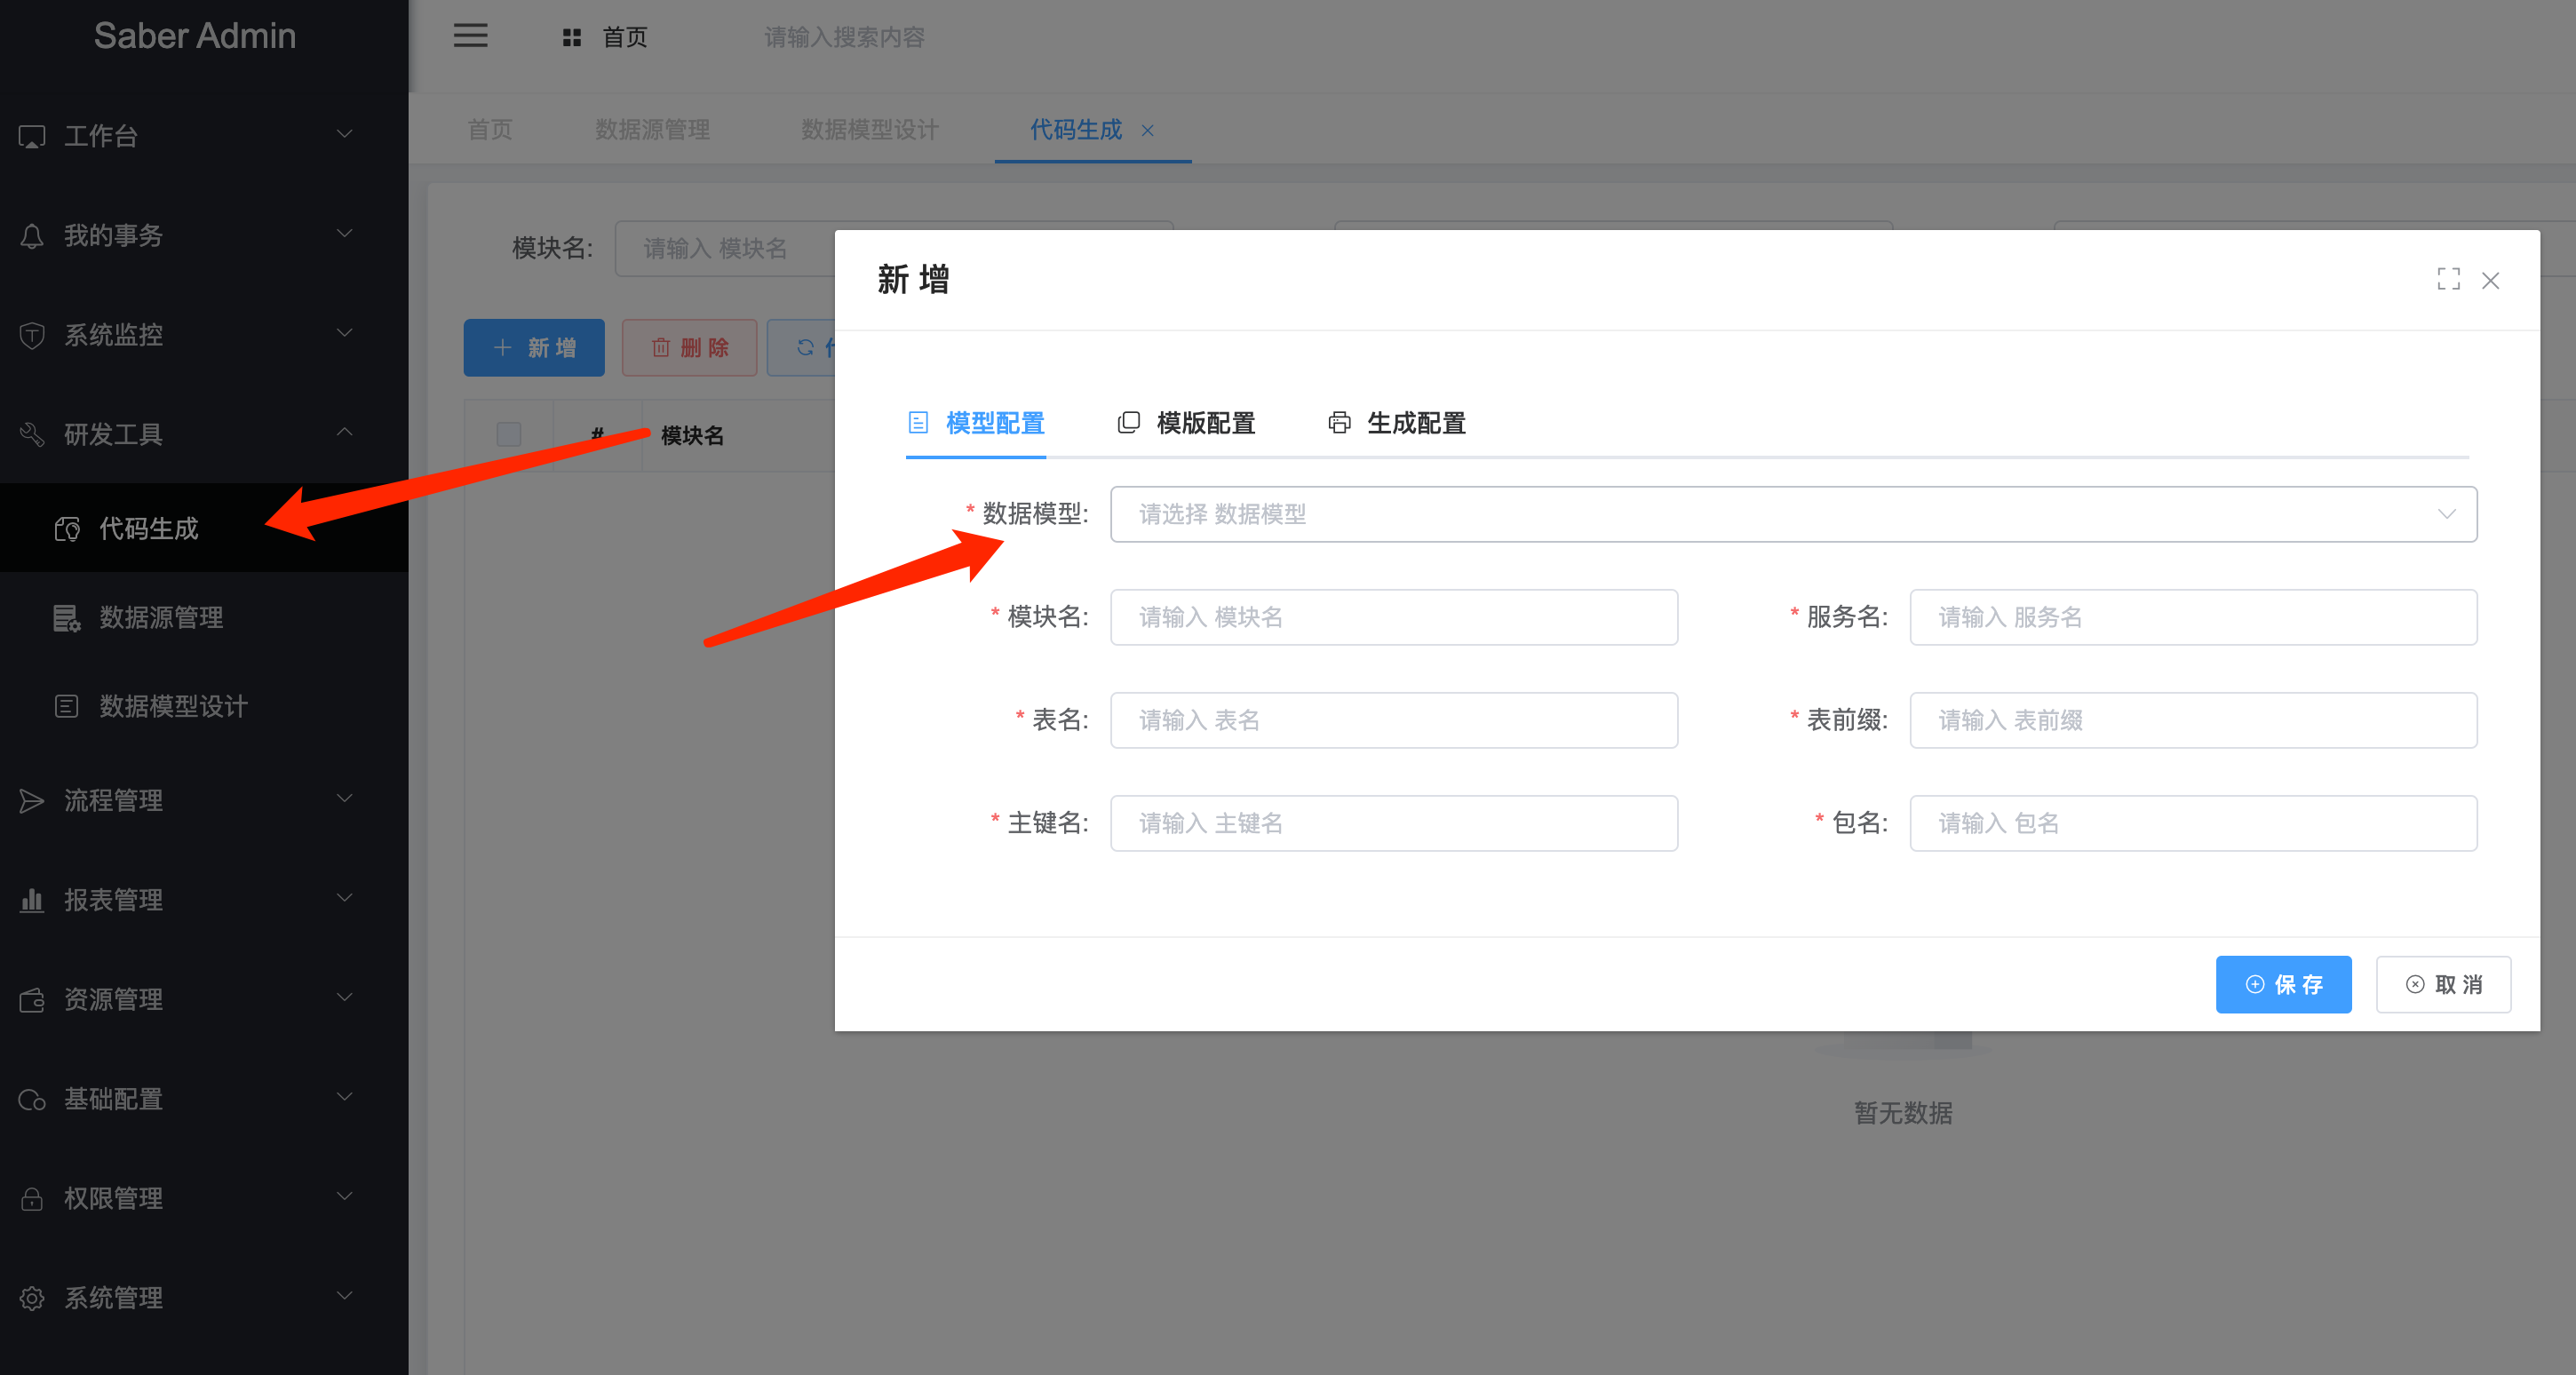 Saber Admin
工作台
我的事务
系统监控
研发工具
代码生成
数据源管理
数据模型设计
流程管理
报表管理
资源管理
基础配置
权限管理
系统管理
首页
请输入搜索内容
首页 数据源管理 数据模型设计 代码生成
模块名: 请输入 模块名
新 增 删 除
# 模块名
新 增
模型配置 模版配置 生成配置
* 数据模型: 请选择 数据模型
* 模块名: 请输入 模块名 * 服务名: 请输入 服务名
* 表名: 请输入 表名 * 表前缀: 请输入 表前缀
* 主键名: 请输入 主键名 * 包名: 请输入 包名
保 存 取 消
暂无数据